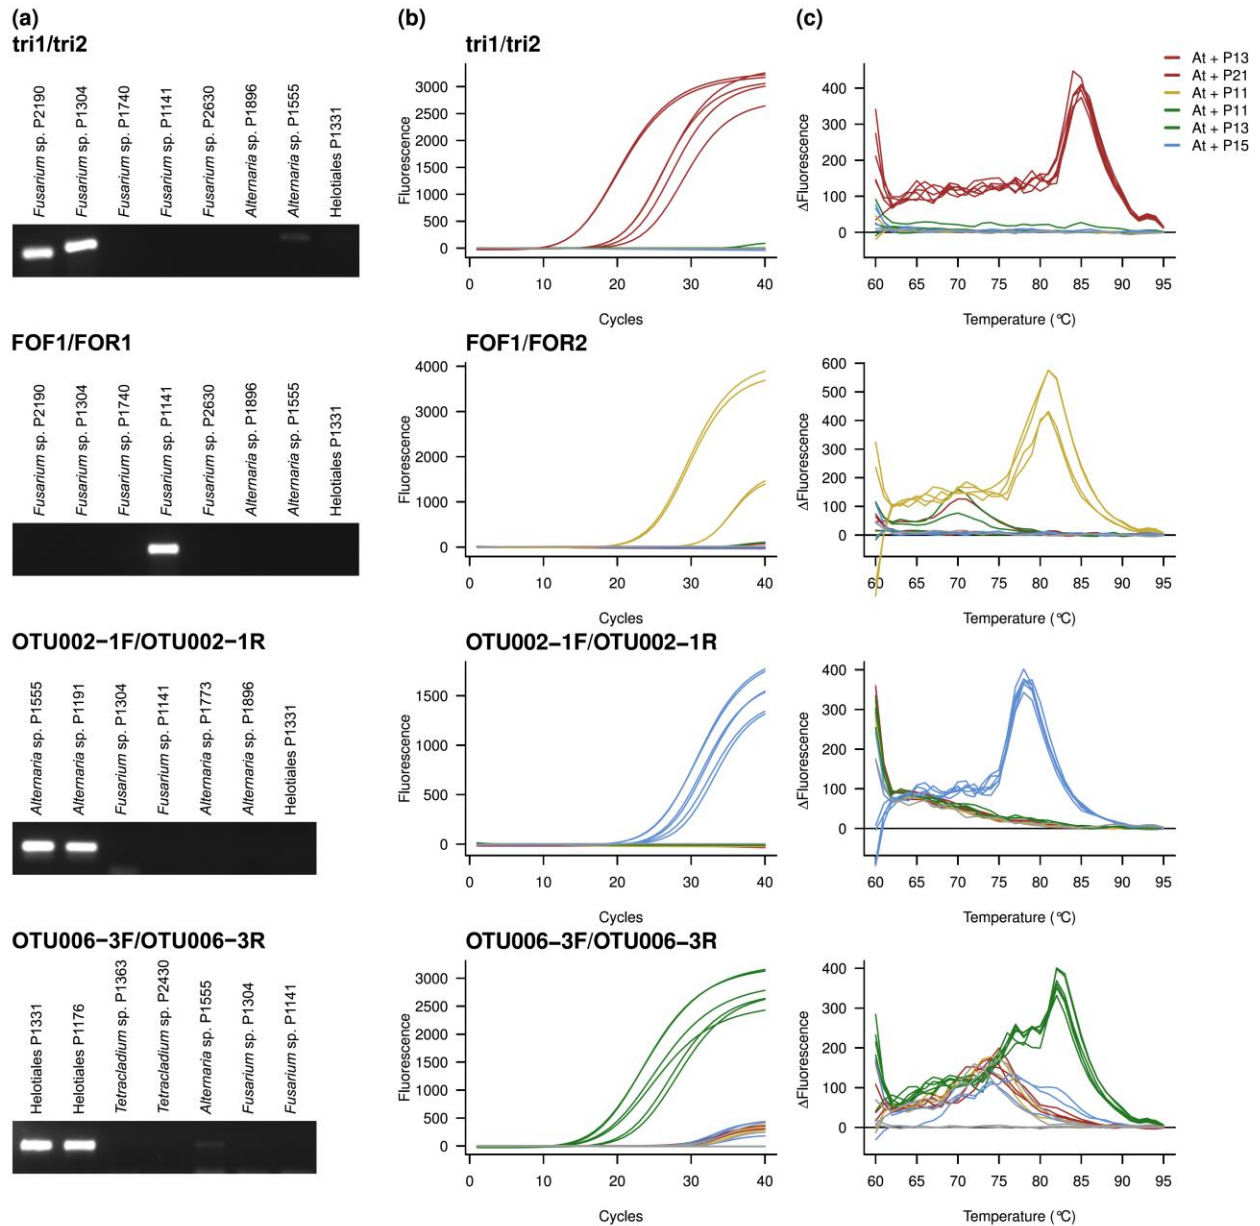 (a)
tri1/tri2
Fusarium sp. P2190
Fusarium sp. P1304
Fusarium sp. P1740
Fusarium sp. P1141
Fusarium sp. P2630
Alternaria sp. P1896
Alternaria sp. P1555
Helotiales P1331
(b)
tri1/tri2
Fluorescence
3000
2500
2000
1500
1000
500
0
0 10 20 30 40
Cycles
(c)
ΔFluorescence
400
300
200
100
0
60 65 70 75 80 85 90 95
Temperature (°C)
At + P13
At + P21
At + P11
At + P11
At + P13
At + P15
FOF1/FOR1
Fusarium sp. P2190
Fusarium sp. P1304
Fusarium sp. P1740
Fusarium sp. P1141
Fusarium sp. P2630
Alternaria sp. P1896
Alternaria sp. P1555
Helotiales P1331
FOF1/FOR2
Fluorescence
4000
3000
2000
1000
0
0 10 20 30 40
Cycles
ΔFluorescence
600
500
400
300
200
100
0
60 65 70 75 80 85 90 95
Temperature (°C)
OTU002−1F/OTU002−1R
Alternaria sp. P1555
Alternaria sp. P1191
Fusarium sp. P1304
Fusarium sp. P1141
Alternaria sp. P1773
Alternaria sp. P1896
Helotiales P1331
OTU002−1F/OTU002−1R
Fluorescence
1500
1000
500
0
0 10 20 30 40
Cycles
ΔFluorescence
400
300
200
100
0
60 65 70 75 80 85 90 95
Temperature (°C)
OTU006−3F/OTU006−3R
Helotiales P1331
Helotiales P1176
Tetracladium sp. P1363
Tetracladium sp. P2430
Alternaria sp. P1555
Fusarium sp. P1304
Fusarium sp. P1141
OTU006−3F/OTU006−3R
Fluorescence
3000
2500
2000
1500
1000
500
0
0 10 20 30 40
Cycles
ΔFluorescence
400
300
200
100
0
60 65 70 75 80 85 90 95
Temperature (°C)